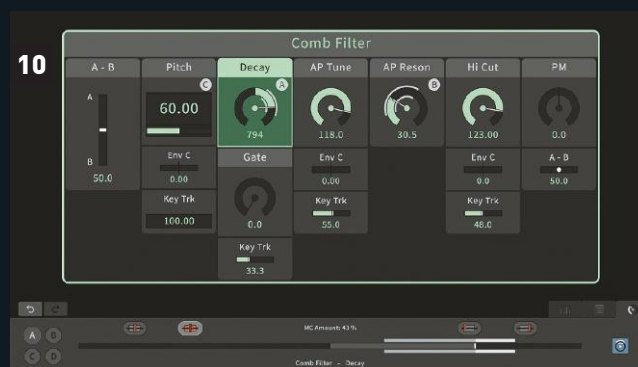 Comb Filter
10
A - B Pitch Decay AP Tune AP Reson Hi Cut PM
C A B
A
60.00
B
50.0 794 118.0 30.5 123.00 0.0
Env C Gate Env C Env C A - B
0.00 0.00 0.0 50.0
Key Trk Key Trk Key Trk
100.00 0.0 55.0 48.0
Key Trk
33.3
A B
MC Amount: 43 %
C D
Comb Filter - Decay